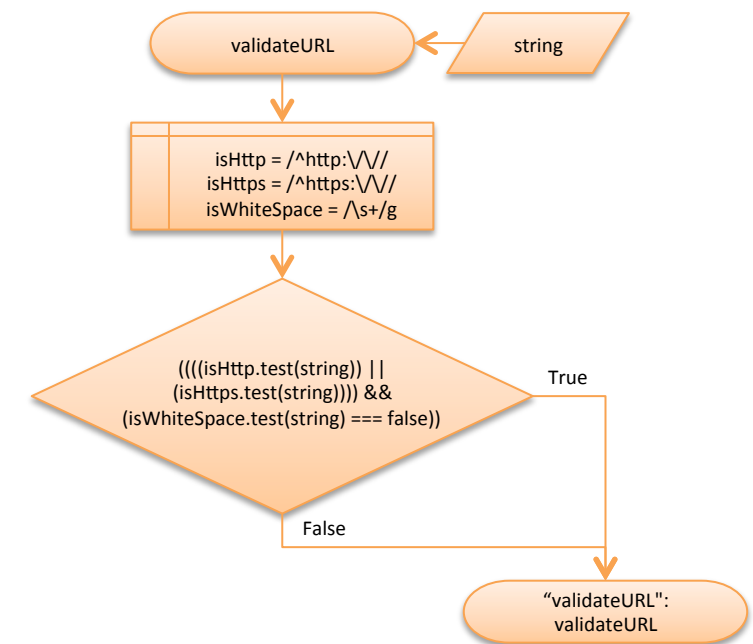 validateURL
string
isHttp = /^http:\/\//
isHttps = /^https:\/\//
isWhiteSpace = /\s+/g
((((isHttp.test(string)) ||
(isHttps.test(string)))) &&
(isWhiteSpace.test(string) === false))
True
False
“validateURL":
validateURL